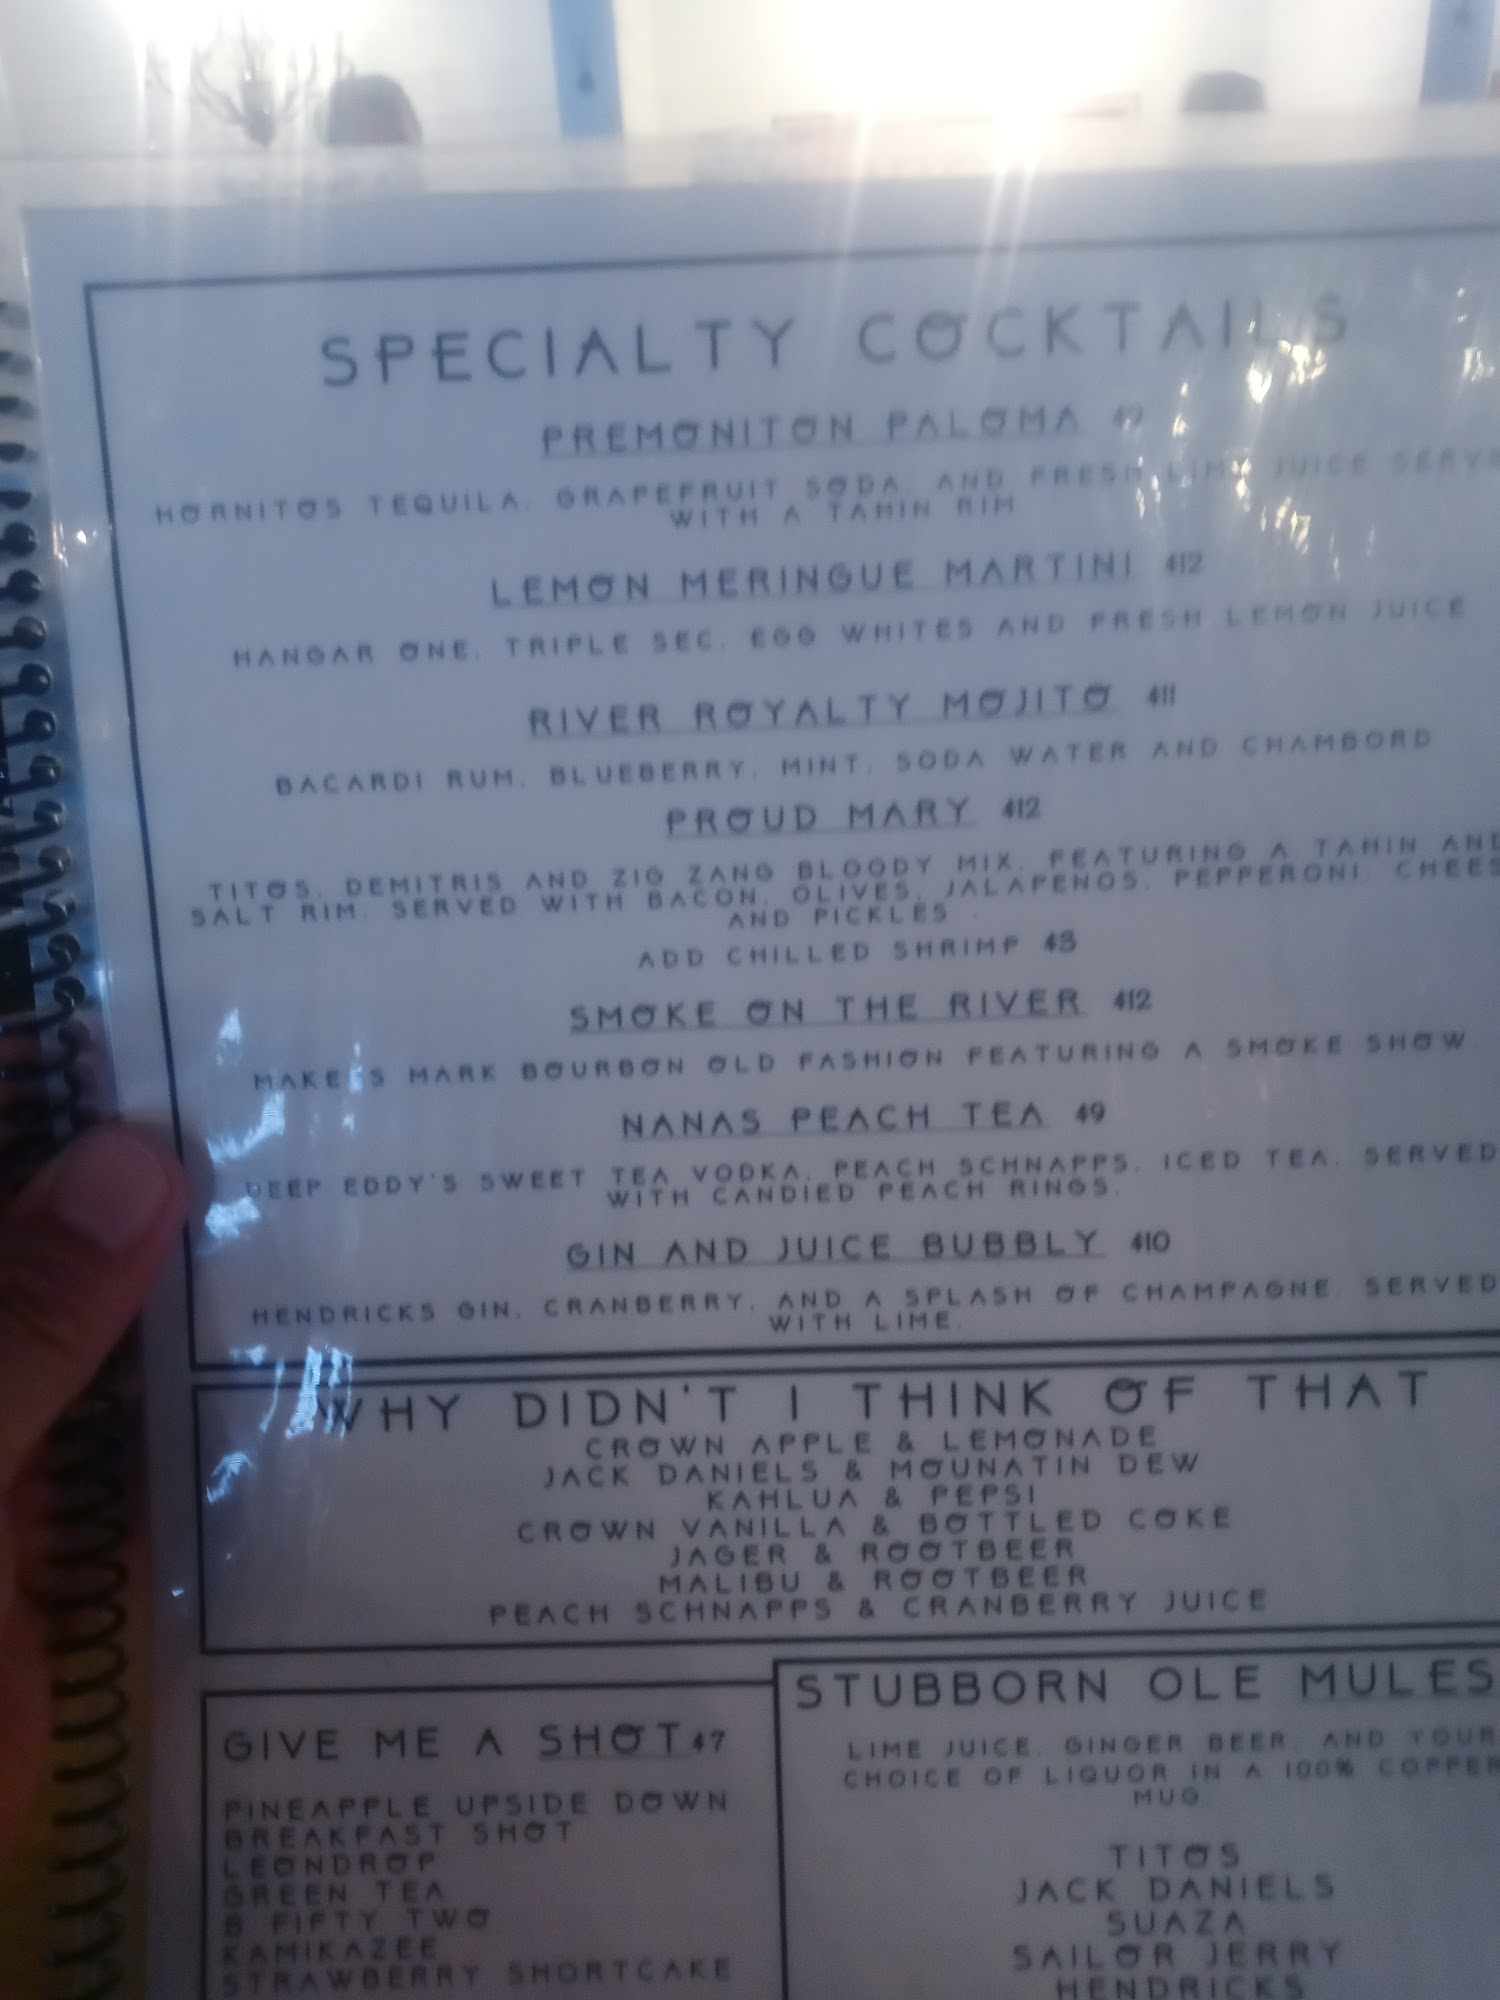 SPECIALTY COCKTAILS
PREMONITON PALOMA $9
HORNITOS TEQUILA, GRAPEFRUIT SODA, AND FRESH LIME JUICE SERVE
WITH A TAHIN RIM
LEMON MERINGUE MARTINI $12
HANGAR ONE, TRIPLE SEC, EGG WHITES AND FRESH LEMON JUICE
RIVER ROYALTY MOJITO $11
BACARDI RUM, BLUEBERRY, MINT, SODA WATER AND CHAMBORD
PROUD MARY $12
TITOS, DEMITRIS AND ZIG ZANG BLOODY MIX, FEATURING A TAHIN AND
SALT RIM. SERVED WITH BACON, OLIVES, JALAPENOS, PEPPERONI, CHEES
AND PICKLES
ADD CHILLED SHRIMP
SMOKE ON THE RIVER $12
MAKERS MARK BOURBON OLD FASHION FEATURING A SMOKE SHOW
NANAS PEACH TEA $9
DEEP EDDY'S SWEET TEA VODKA, PEACH SCHNAPPS, ICED TEA, SERVED
WITH CANDIED PEACH RINGS.
GIN AND JUICE BUBBLY $10
HENDRICKS GIN, CRANBERRY, AND A SPLASH OF CHAMPAGNE. SERVED
WITH LIME.
WHY DIDN'T I THINK OF THAT
CROWN APPLE & LEMONADE
JACK DANIELS & MOUNATIN DEW
KAHLUA & PEPSI
CROWN VANILLA & BOTTLED COKE
JAGER & ROOTBEER
MALIBU & ROOTBEER
PEACH SCHNAPPS & CRANBERRY JUICE
GIVE ME A SHOT $7
PINEAPPLE UPSIDE DOWN
BREAKFAST SHOT
LEONDROP
GREEN TEA
B FIFTY TWO
KAMIKAZEE
STRAWBERRY SHORTCAKE
STUBBORN OLE MULES
LIME JUICE, GINGER BEER, AND YOUR
CHOICE OF LIQUOR IN A 100% COPPER
MUG
TITOS
JACK DANIELS
SUAZA
SAILOR JERRY
HENDRICKS